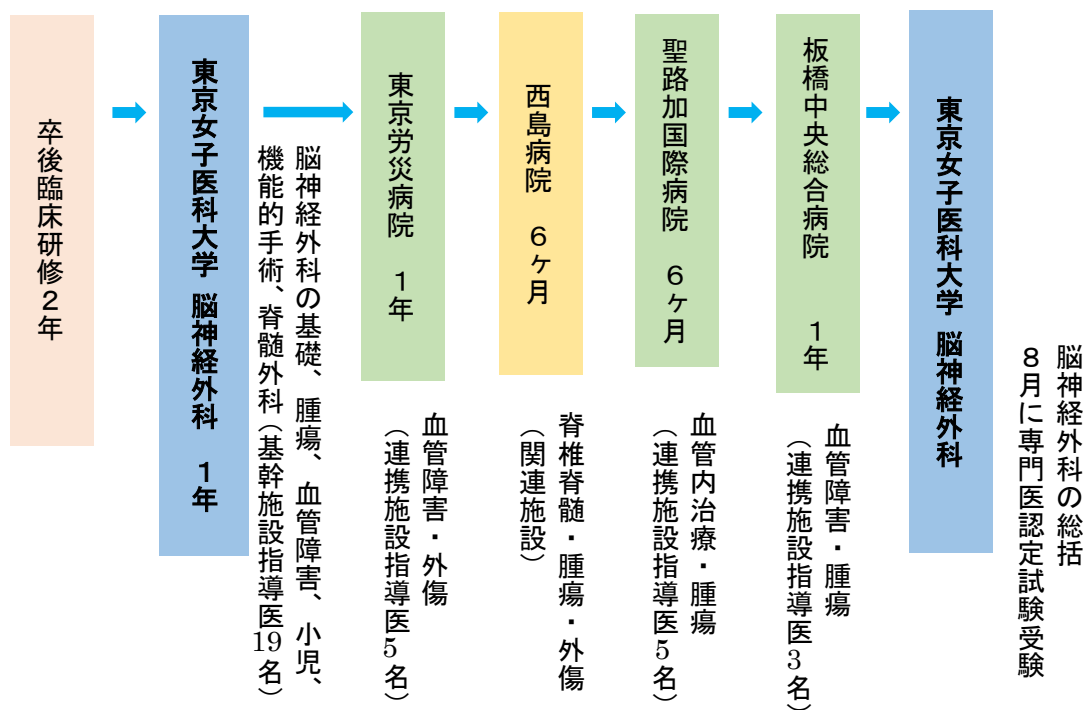 卒後臨床研修２年
東京女子医科大学 脳神経外科　１年
脳神経外科の基礎、腫瘍、血管障害、小児、
機能的手術、脊髄外科（基幹施設指導医19名）
東京労災病院　１年
血管障害・外傷
（連携施設指導医5名）
西島病院　６ヶ月
脊椎脊髄・腫瘍・外傷
（関連施設）
聖路加国際病院　６ヶ月
血管内治療・腫瘍
（連携施設指導医5名）
板橋中央総合病院　１年
血管障害・腫瘍
（連携施設指導医3名）
東京女子医科大学 脳神経外科
脳神経外科の総括
８月に専門医認定試験受験